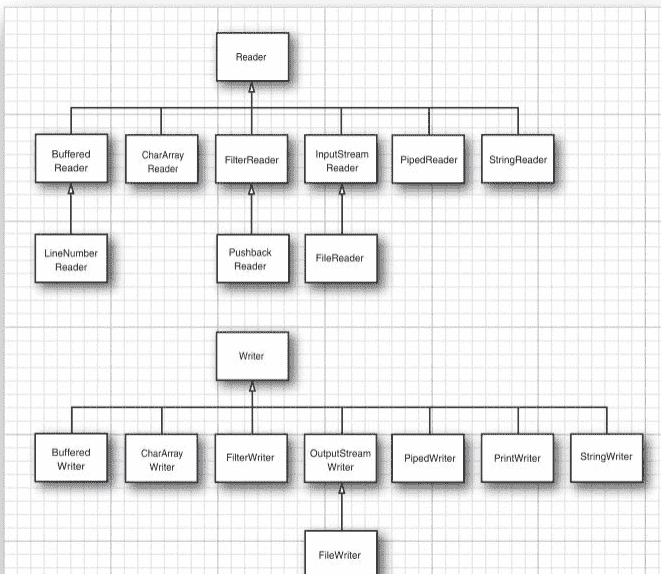 Reader
Buffered
Reader
CharArray
Reader
FilterReader
InputStream
Reader
PipedReader
StringReader
LineNumber
Reader
Pushback
Reader
FileReader
Writer
Buffered
Writer
CharArray
Writer
FilterWriter
OutputStream
Writer
PipedWriter
PrintWriter
StringWriter
FileWriter